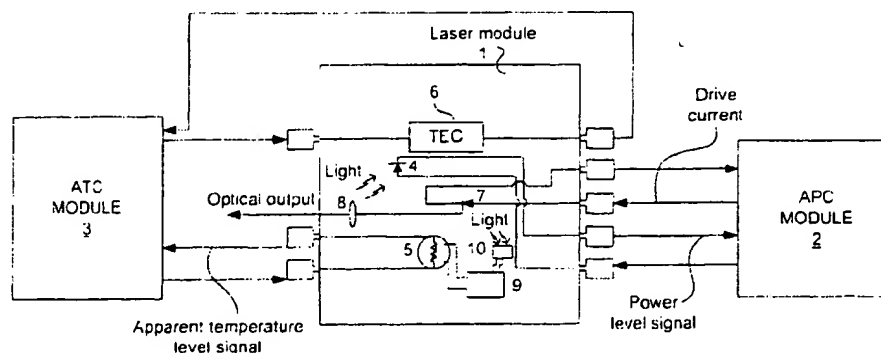 Laser module
1
6
TEC
Drive
current
ATC
MODULE
3
4
Light
Optical output
8
7
Light
APC
MODULE
2
5
10
9
Apparent temperature
level signal
Power
level signal